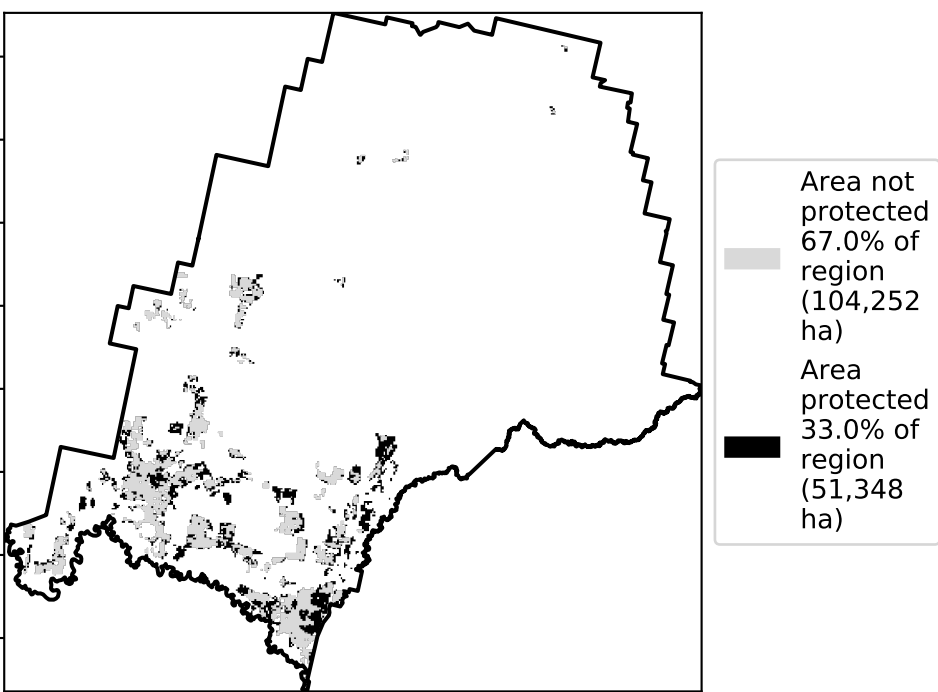 Area not
protected
67.0% of
region
(104,252
ha)
Area
protected
33.0% of
region
(51,348
ha)